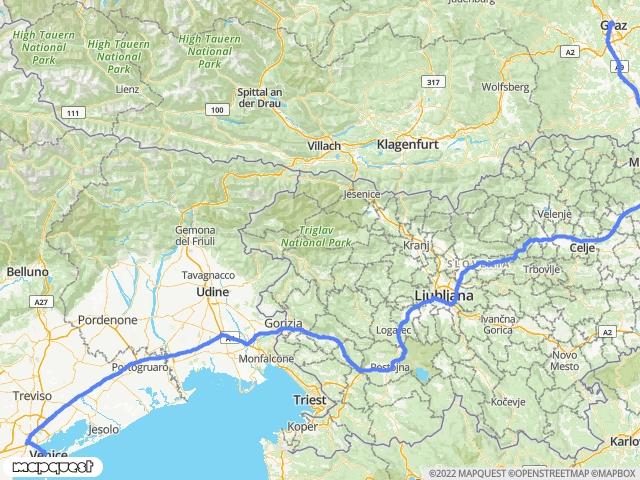 High Tauern
National
Park
High Tauern
National
Park
High Tauern
National Park
Lienz
111
100
Spittal an
der Drau
317
Wolfsberg
A2
Graz
A9
Villach
Klagenfurt
Jesenice
Triglav
National Park
Kranj
Velenje
Celje
Trbovlje
SLOVENIA
Ljubljana
Ivančna
Gorica
A2
Novo
Mesto
Kočevje
Logatec
Postojna
Gemona
del Friuli
Tavagnacco
Udine
Gorizia
Monfalcone
Triest
Koper
Belluno
A27
Pordenone
Portogruaro
Treviso
Jesolo
Venice
mapquest
©2022 MAPQUEST ©OPENSTREETMAP ©MAPBOX